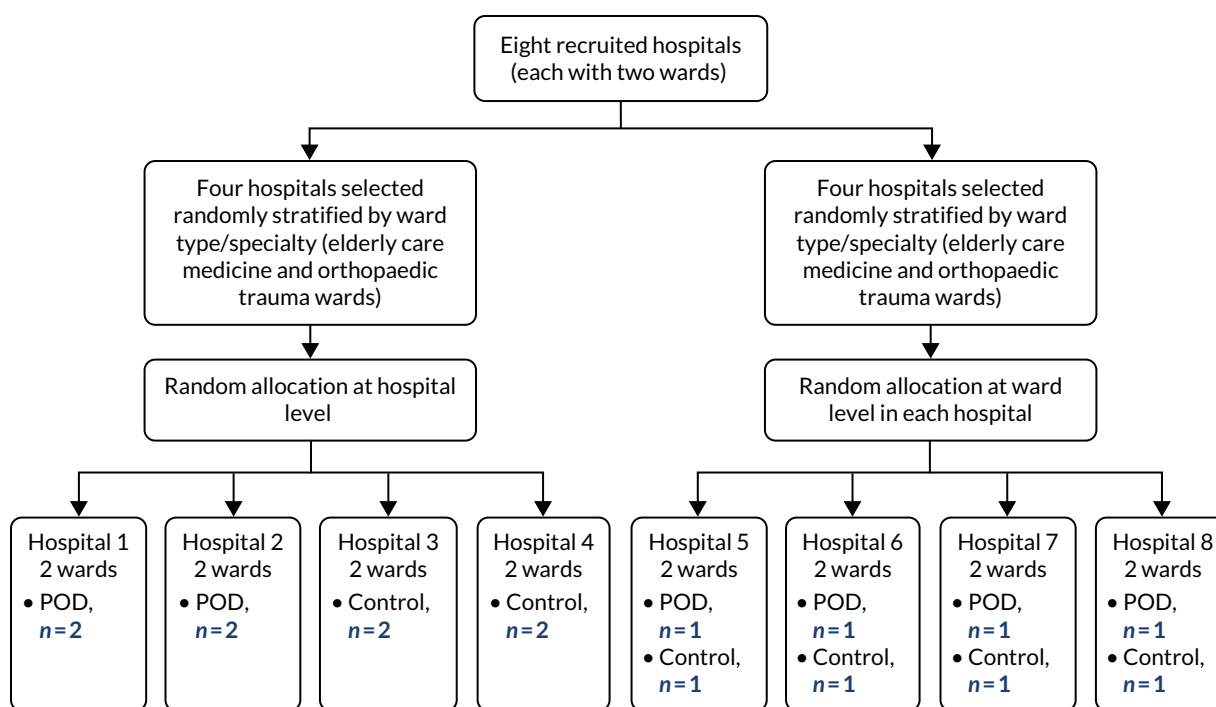 Eight recruited hospitals
(each with two wards)
Four hospitals selected
randomly stratified by ward
type/specialty (elderly care
medicine and orthopaedic
trauma wards)
Four hospitals selected
randomly stratified by ward
type/specialty (elderly care
medicine and orthopaedic
trauma wards)
Random allocation at hospital
level
Random allocation at ward
level in each hospital
Hospital 1
2 wards
• POD,
n=2
Hospital 2
2 wards
• POD,
n=2
Hospital 3
2 wards
• Control,
n=2
Hospital 4
2 wards
• Control,
n=2
Hospital 5
2 wards
• POD,
n=1
• Control,
n=1
Hospital 6
2 wards
• POD,
n=1
• Control,
n=1
Hospital 7
2 wards
• POD,
n=1
• Control,
n=1
Hospital 8
2 wards
• POD,
n=1
• Control,
n=1